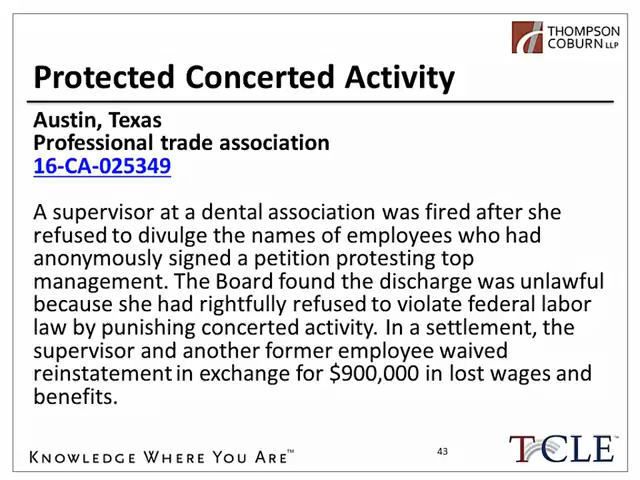 THOMPSON
COBURN LLP
Protected Concerted Activity
Austin, Texas
Professional trade association
16-CA-025349
A supervisor at a dental association was fired after she
refused to divulge the names of employees who had
anonymously signed a petition protesting top
management. The Board found the discharge was unlawful
because she had rightfully refused to violate federal labor
law by punishing concerted activity. In a settlement, the
supervisor and another former employee waived
reinstatement in exchange for $900,000 in lost wages and
benefits.
KNOWLEDGE WHERE YOU ARE™
43
TCCLE™